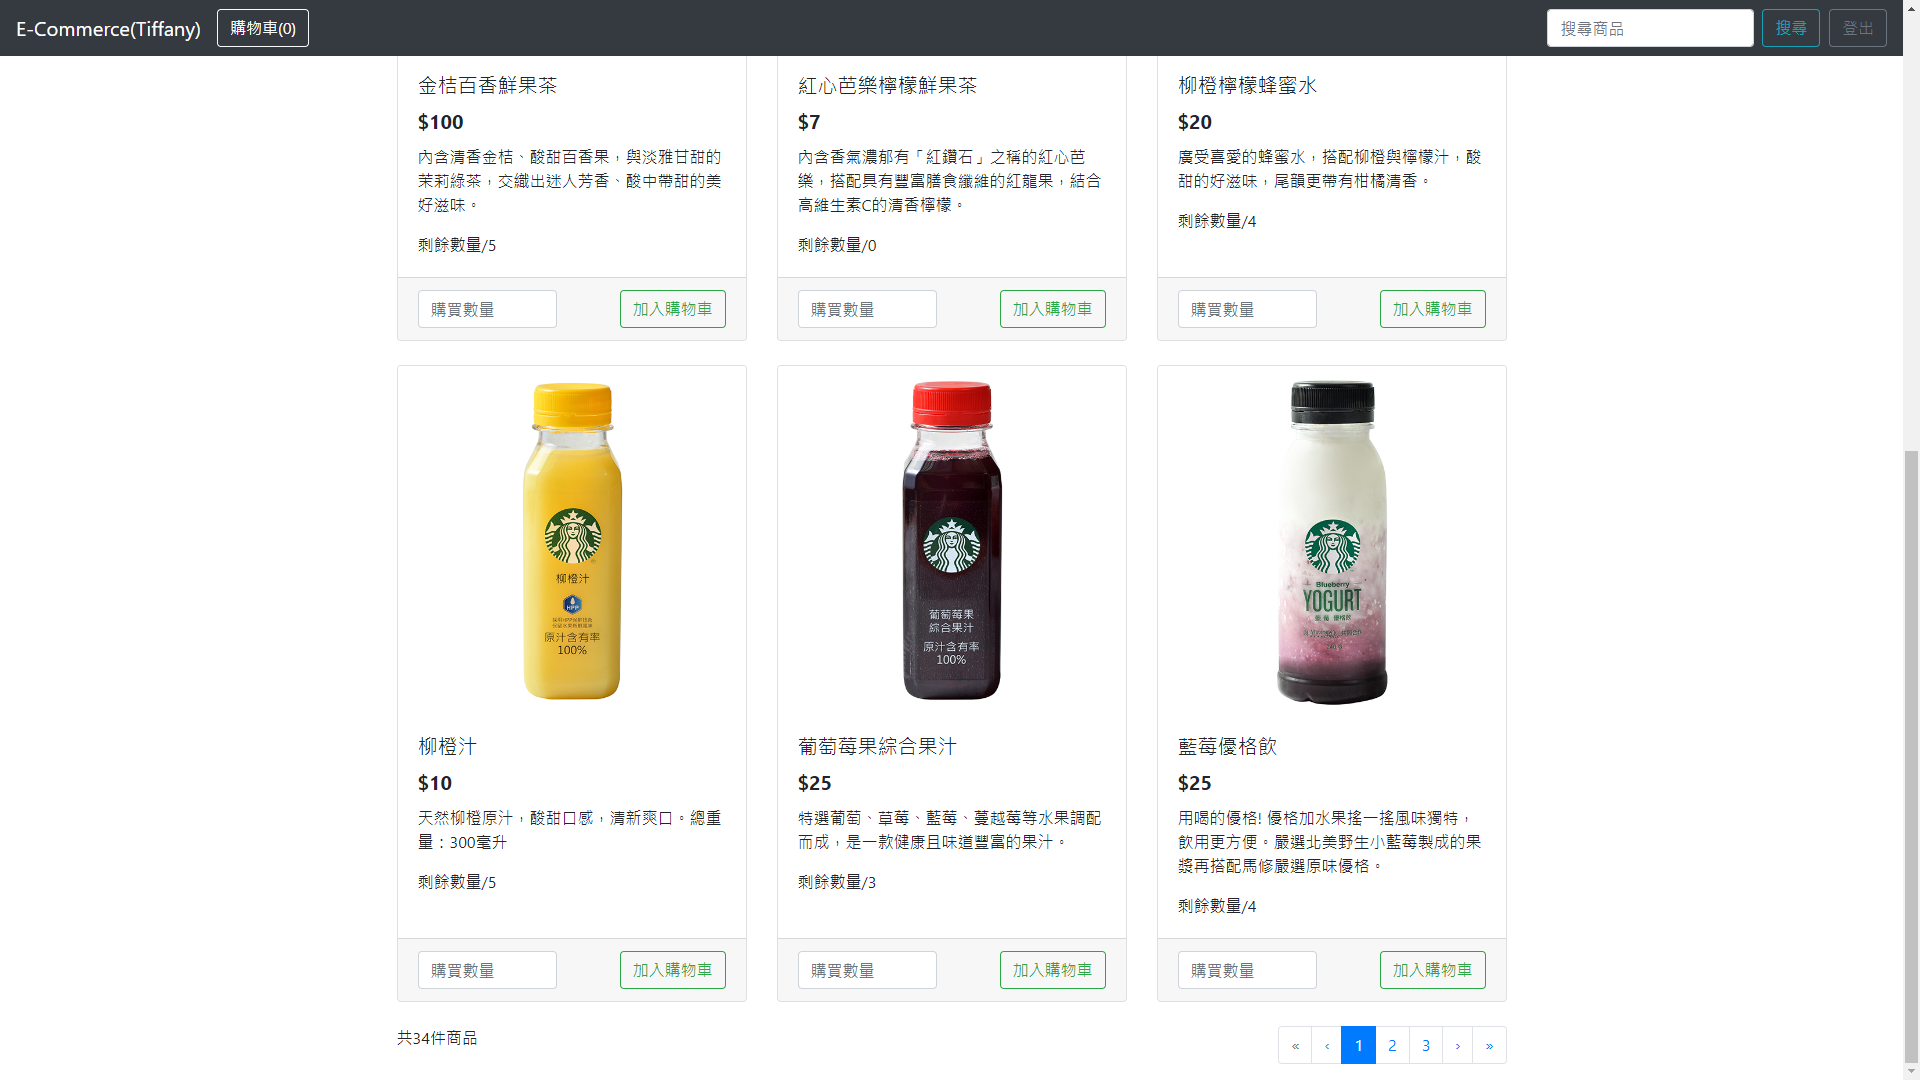 E-Commerce(Tiffany)
購物車(0)
搜尋商品
搜尋
登出
金桔百香鮮果茶
$100
內含清香金桔、酸甜百香果，與淡雅甘甜的
茉莉綠茶，交織出迷人芳香、酸中帶甜的美
好滋味。
剩餘數量/5
購買數量
加入購物車
紅心芭樂檸檬鮮果茶
$7
內含香氣濃郁有「紅鑽石」之稱的紅心芭
樂，搭配具有豐富膳食纖維的紅龍果，結合
高維生素C的清香檸檬。
剩餘數量/0
購買數量
加入購物車
柳橙檸檬蜂蜜水
$20
廣受喜愛的蜂蜜水，搭配柳橙與檸檬汁，酸
甜的好滋味，尾韻更帶有柑橘清香。
剩餘數量/4
購買數量
加入購物車
柳橙汁
HPP
原汁含有率
100%
柳橙汁
$10
天然柳橙原汁，酸甜口感，清新爽口。總重
量：300毫升
剩餘數量/5
購買數量
加入購物車
葡萄莓果
綜合果汁
原汁含有率
100%
葡萄莓果綜合果汁
$25
特選葡萄、草莓、藍莓、蔓越莓等水果調配
而成，是一款健康且味道豐富的果汁。
剩餘數量/3
購買數量
加入購物車
Blueberry
YOGURT
藍莓優格飲
$25
用喝的優格! 優格加水果搖一搖風味獨特，
飲用更方便。嚴選北美野生小藍莓製成的果
漿再搭配馬修嚴選原味優格。
剩餘數量/4
購買數量
加入購物車
共34件商品
« ‹ 1 2 3 › »